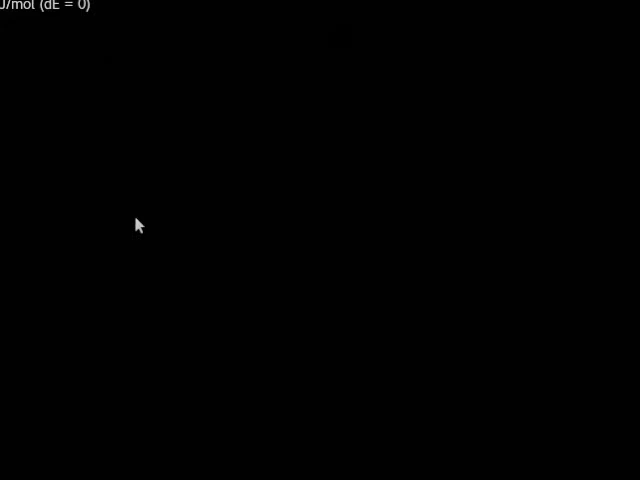 J/mol (dE = 0)